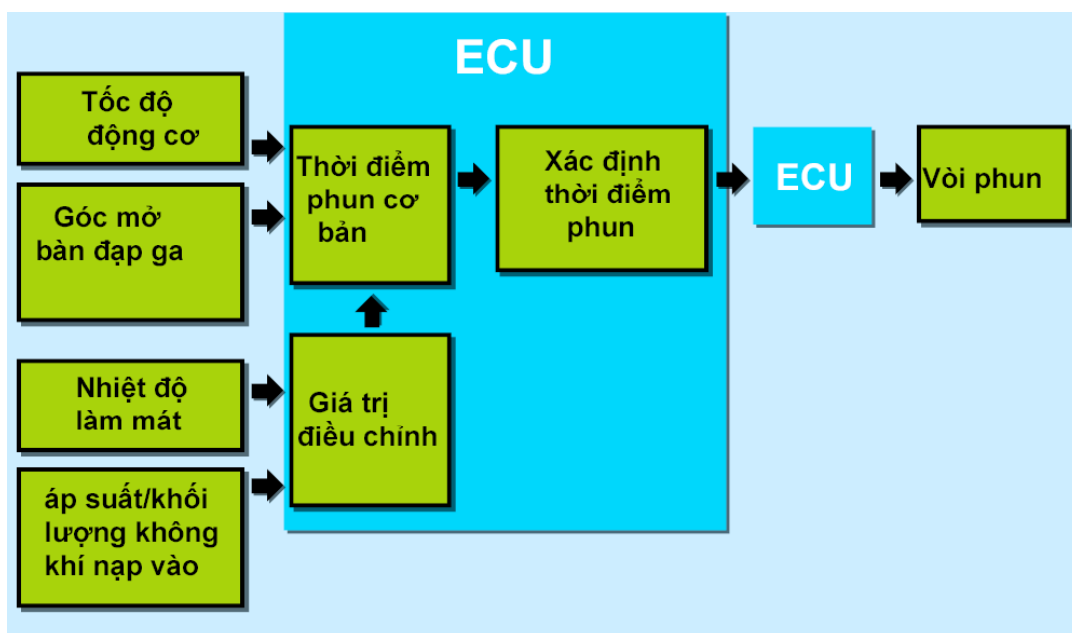 ECU
Tốc độ
động cơ
Góc mở
bàn đạp ga
Nhiệt độ
làm mát
áp suất/khối
lượng không
khí nạp vào
Thời điểm
phun cơ
bản
Giá trị
điều chỉnh
Xác định
thời điểm
phun
ECU
Vòi phun